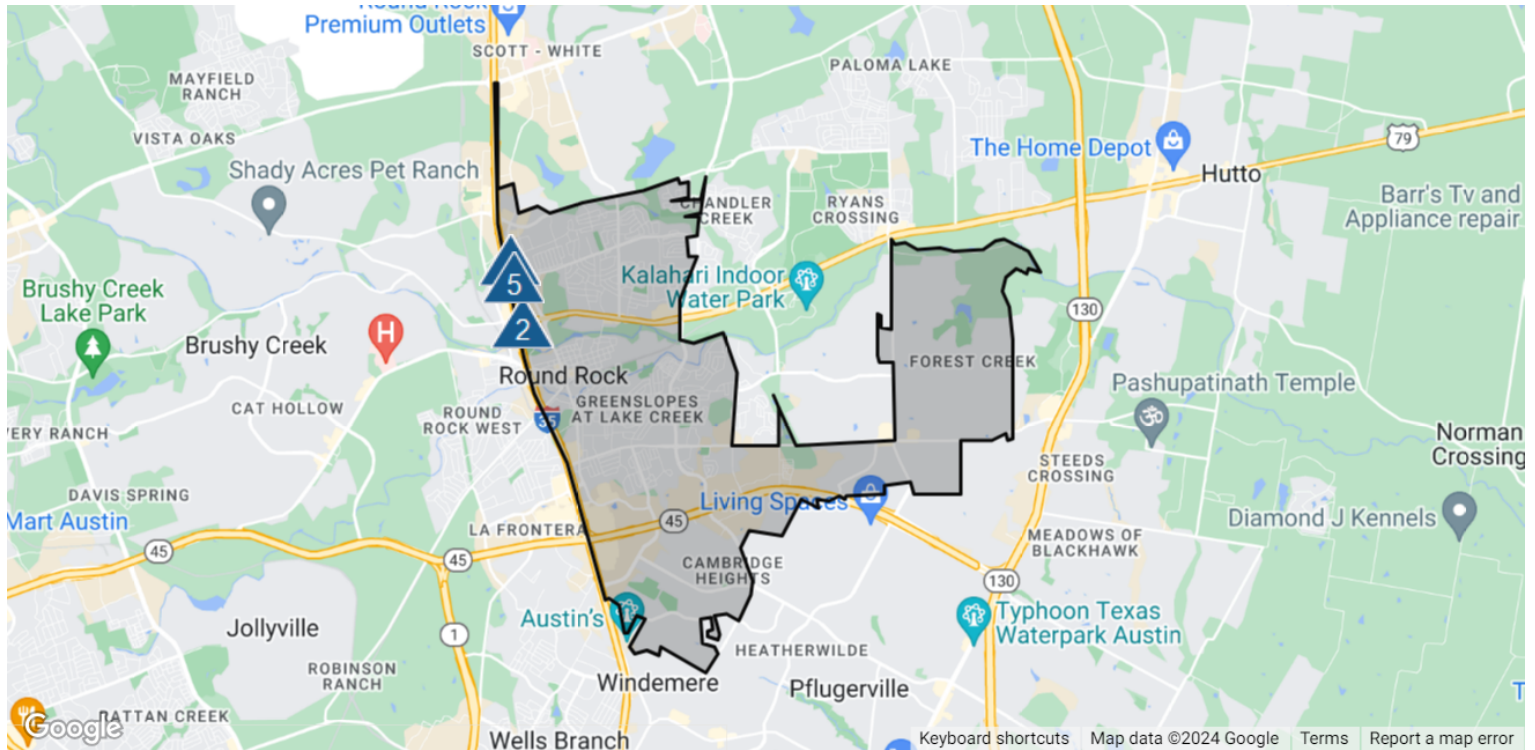 Round Rock
Premium Outlets
SCOTT - WHITE
PALOMA LAKE
MAYFIELD
RANCH
VISTA OAKS
The Home Depot
79
Hutto
Shady Acres Pet Ranch
Barr's Tv and
Appliance repair
CHANDLER
CREEK
RYANS
CROSSING
Kalahari Indoor
Water Park
5
2
Brushy Creek
Lake Park
H
Brushy Creek
130
Round Rock
FOREST CREEK
Pashupatinath Temple
CAT HOLLOW
ROUND
ROCK WEST
35
GREENSLOPES
AT LAKE CREEK
VERY RANCH
Norman
Crossing
STEEDS
CROSSING
DAVIS SPRING
Living Spaces
Mart Austin
LA FRONTERA
45
Diamond J Kennels
45
45
MEADOWS OF
BLACKHAWK
CAMBRIDGE
HEIGHTS
130
Austin's
Typhoon Texas
Waterpark Austin
Jollyville
1
HEATHERWILDE
ROBINSON
RANCH
Windemere
Pflugerville
RATTAN CREEK
Google
Wells Branch
Keyboard shortcuts
Map data ©2024 Google
Terms
Report a map error